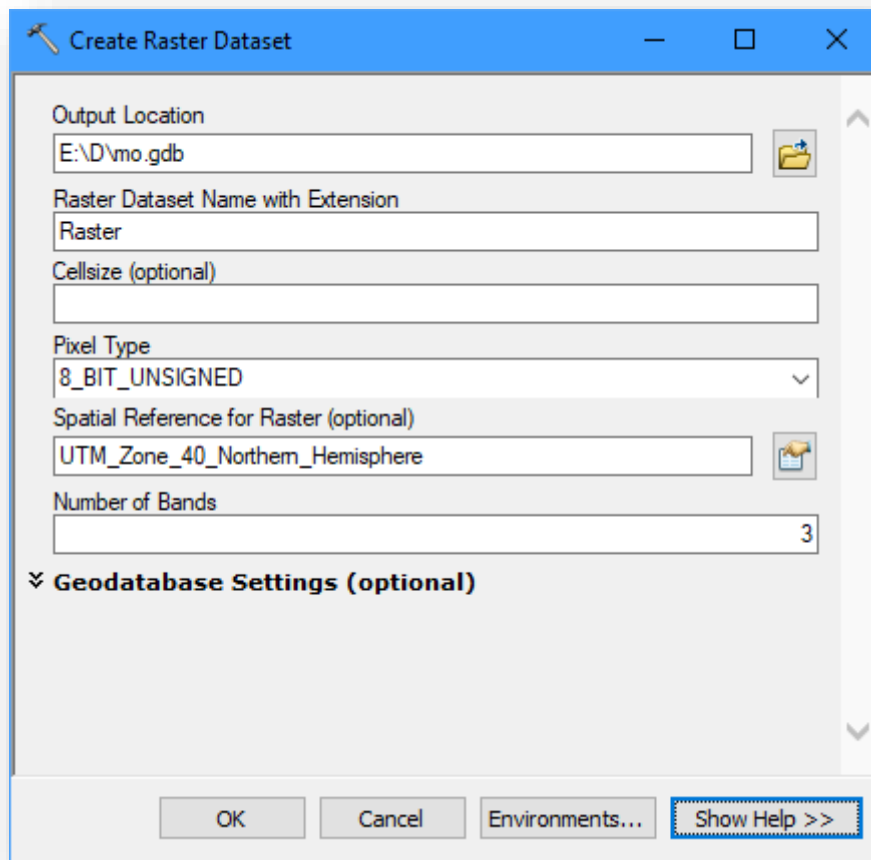 Create Raster Dataset
Output Location
E:\D\mo.gdb
Raster Dataset Name with Extension
Raster
Cellsize (optional)
Pixel Type
8_BIT_UNSIGNED
Spatial Reference for Raster (optional)
UTM_Zone_40_Northern_Hemisphere
Number of Bands
3
Geodatabase Settings (optional)
OK Cancel Environments... Show Help >>